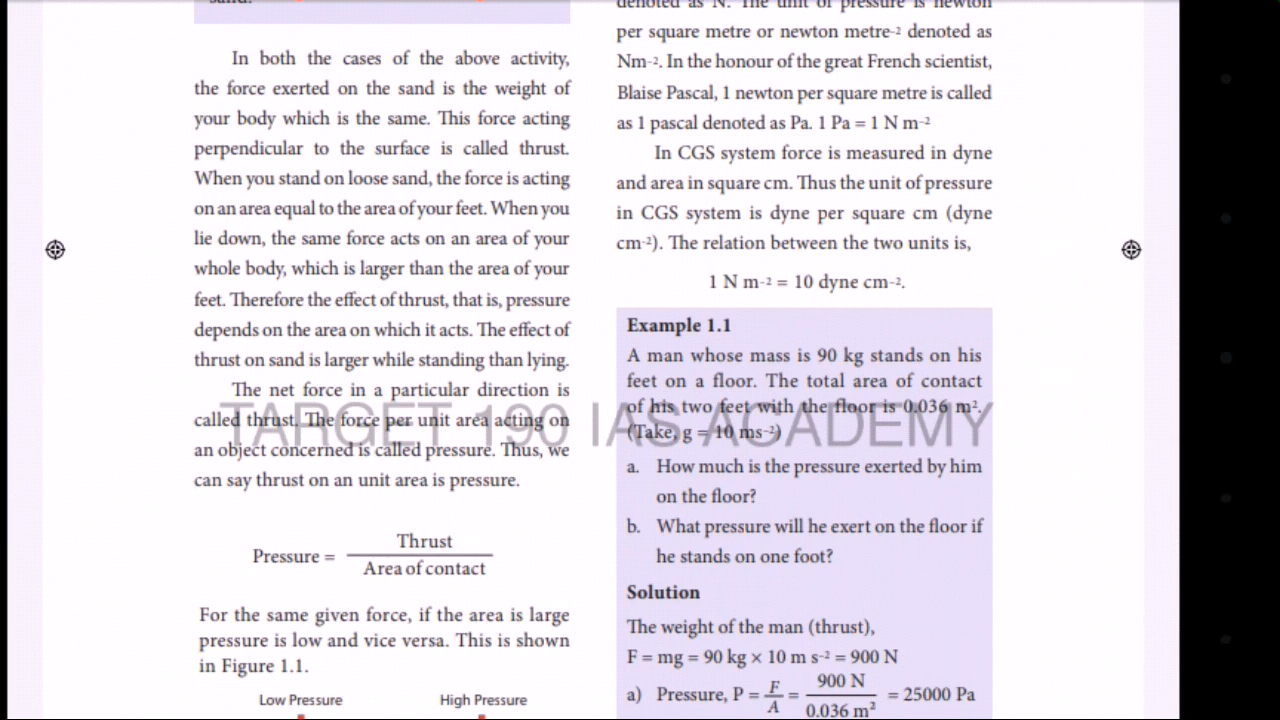 sand.
In both the cases of the above activity,
the force exerted on the sand is the weight of
your body which is the same. This force acting
perpendicular to the surface is called thrust.
When you stand on loose sand, the force is acting
on an area equal to the area of your feet. When you
lie down, the same force acts on an area of your
whole body, which is larger than the area of your
feet. Therefore the effect of thrust, that is, pressure
depends on the area on which it acts. The effect of
thrust on sand is larger while standing than lying.
The net force in a particular direction is
called thrust. The force per unit area acting on
an object concerned is called pressure. Thus, we
can say thrust on an unit area is pressure.
Pressure = Thrust / Area of contact
For the same given force, if the area is large
pressure is low and vice versa. This is shown
in Figure 1.1.
Low Pressure High Pressure
denoted as N. The unit of pressure is newton
per square metre or newton metre⁻² denoted as
Nm⁻². In the honour of the great French scientist,
Blaise Pascal, 1 newton per square metre is called
as 1 pascal denoted as Pa. 1 Pa = 1 N m⁻²
In CGS system force is measured in dyne
and area in square cm. Thus the unit of pressure
in CGS system is dyne per square cm (dyne
cm⁻²). The relation between the two units is,
1 N m⁻² = 10 dyne cm⁻².
Example 1.1
A man whose mass is 90 kg stands on his
feet on a floor. The total area of contact
of his two feet with the floor is 0.036 m².
(Take, g = 10 ms⁻²)
a. How much is the pressure exerted by him
on the floor?
b. What pressure will he exert on the floor if
he stands on one foot?
Solution
The weight of the man (thrust),
F = mg = 90 kg × 10 m s⁻² = 900 N
a) Pressure, P = F/A = 900 N / 0.036 m² = 25000 Pa
TARGET 190 IAS ACADEMY